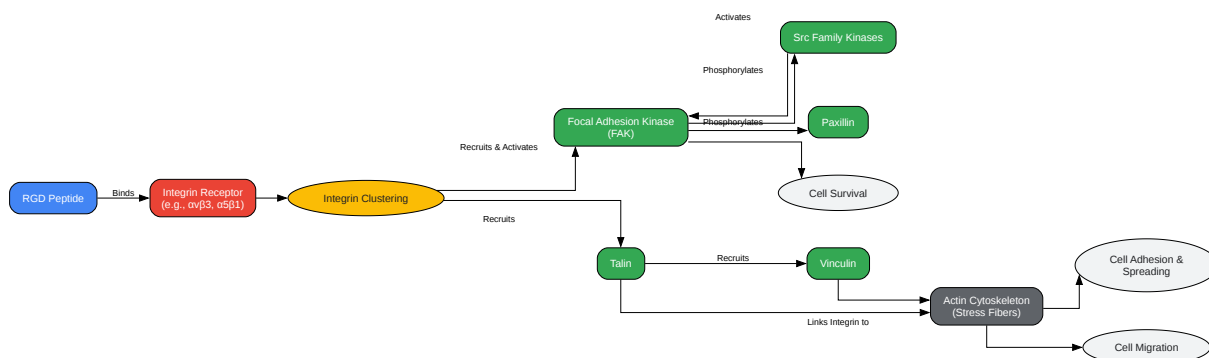 Activates
Src Family Kinases
Phosphorylates
Focal Adhesion Kinase
(FAK)
Phosphorylates
Paxillin
Recruits & Activates
RGD Peptide
Binds
Integrin Receptor
(e.g., αvβ3, α5β1)
Integrin Clustering
Cell Survival
Recruits
Talin
Recruits
Vinculin
Cell Adhesion &
Spreading
Actin Cytoskeleton
(Stress Fibers)
Links Integrin to
Cell Migration